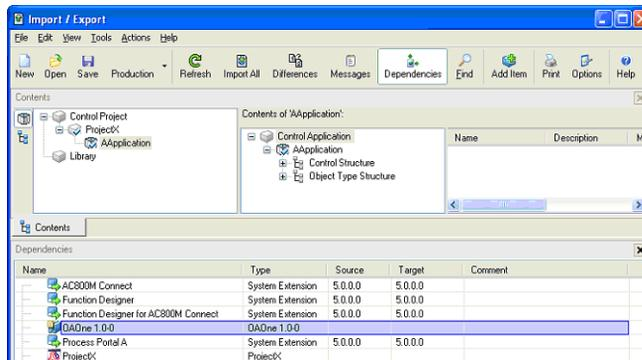 Import / Export
File Edit View Tools Actions Help
New Open Save Production Refresh Import All Differences Messages Dependencies Find Add Item Print Options Help
Contents
Control Project
ProjectX
AApplication
Library
Contents of 'AApplication':
Control Application
AApplication
Control Structure
Object Type Structure
Name Description M
Contents
Dependencies
Name Type Source Target Comment
AC800M Connect System Extension 5.0.0.0 5.0.0.0
Function Designer System Extension 5.0.0.0 5.0.0.0
Function Designer for AC800M Connect System Extension 5.0.0.0 5.0.0.0
OAOne 1.0-0 OAOne 1.0-0
Process Portal A System Extension 5.0.0.0 5.0.0.0
ProjectX ProjectX